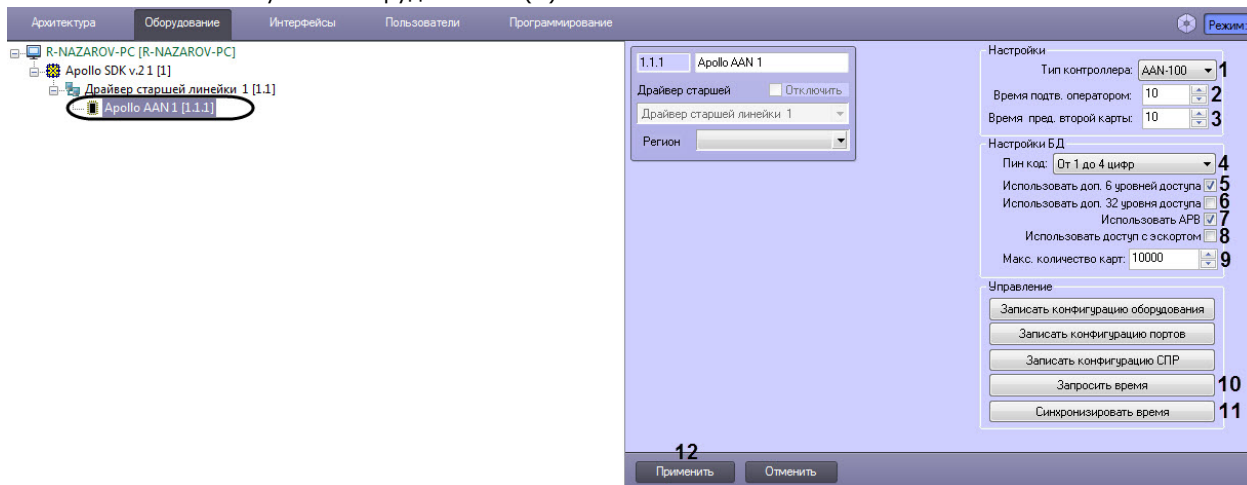 Архитектура Оборудование Интерфейсы Пользователи Программирование Режим:
R-NAZAROV-PC [R-NAZAROV-PC]
Apollo SDK v.2 1 [1]
Драйвер старшей линейки 1 [1.1]
Apollo AAN 1 [1.1.1]
1.1.1 Apollo AAN 1
Драйвер старшей Отключить
Драйвер старшей линейки 1
Регион
Настройки
Тип контроллера: AAN-100 1
Время подтв. оператором: 10 2
Время пред. второй карты: 10 3
Настройки БД
Пин код: От 1 до 4 цифр 4
Использовать доп. 6 уровней доступа 5
Использовать доп. 32 уровня доступа 6
Использовать APB 7
Использовать доступ с эскортом 8
Макс. количество карт: 10000 9
Управление
Записать конфигурацию оборудования
Записать конфигурацию портов
Записать конфигурацию СПР
Запросить время 10
Синхронизировать время 11
12
Применить Отменить